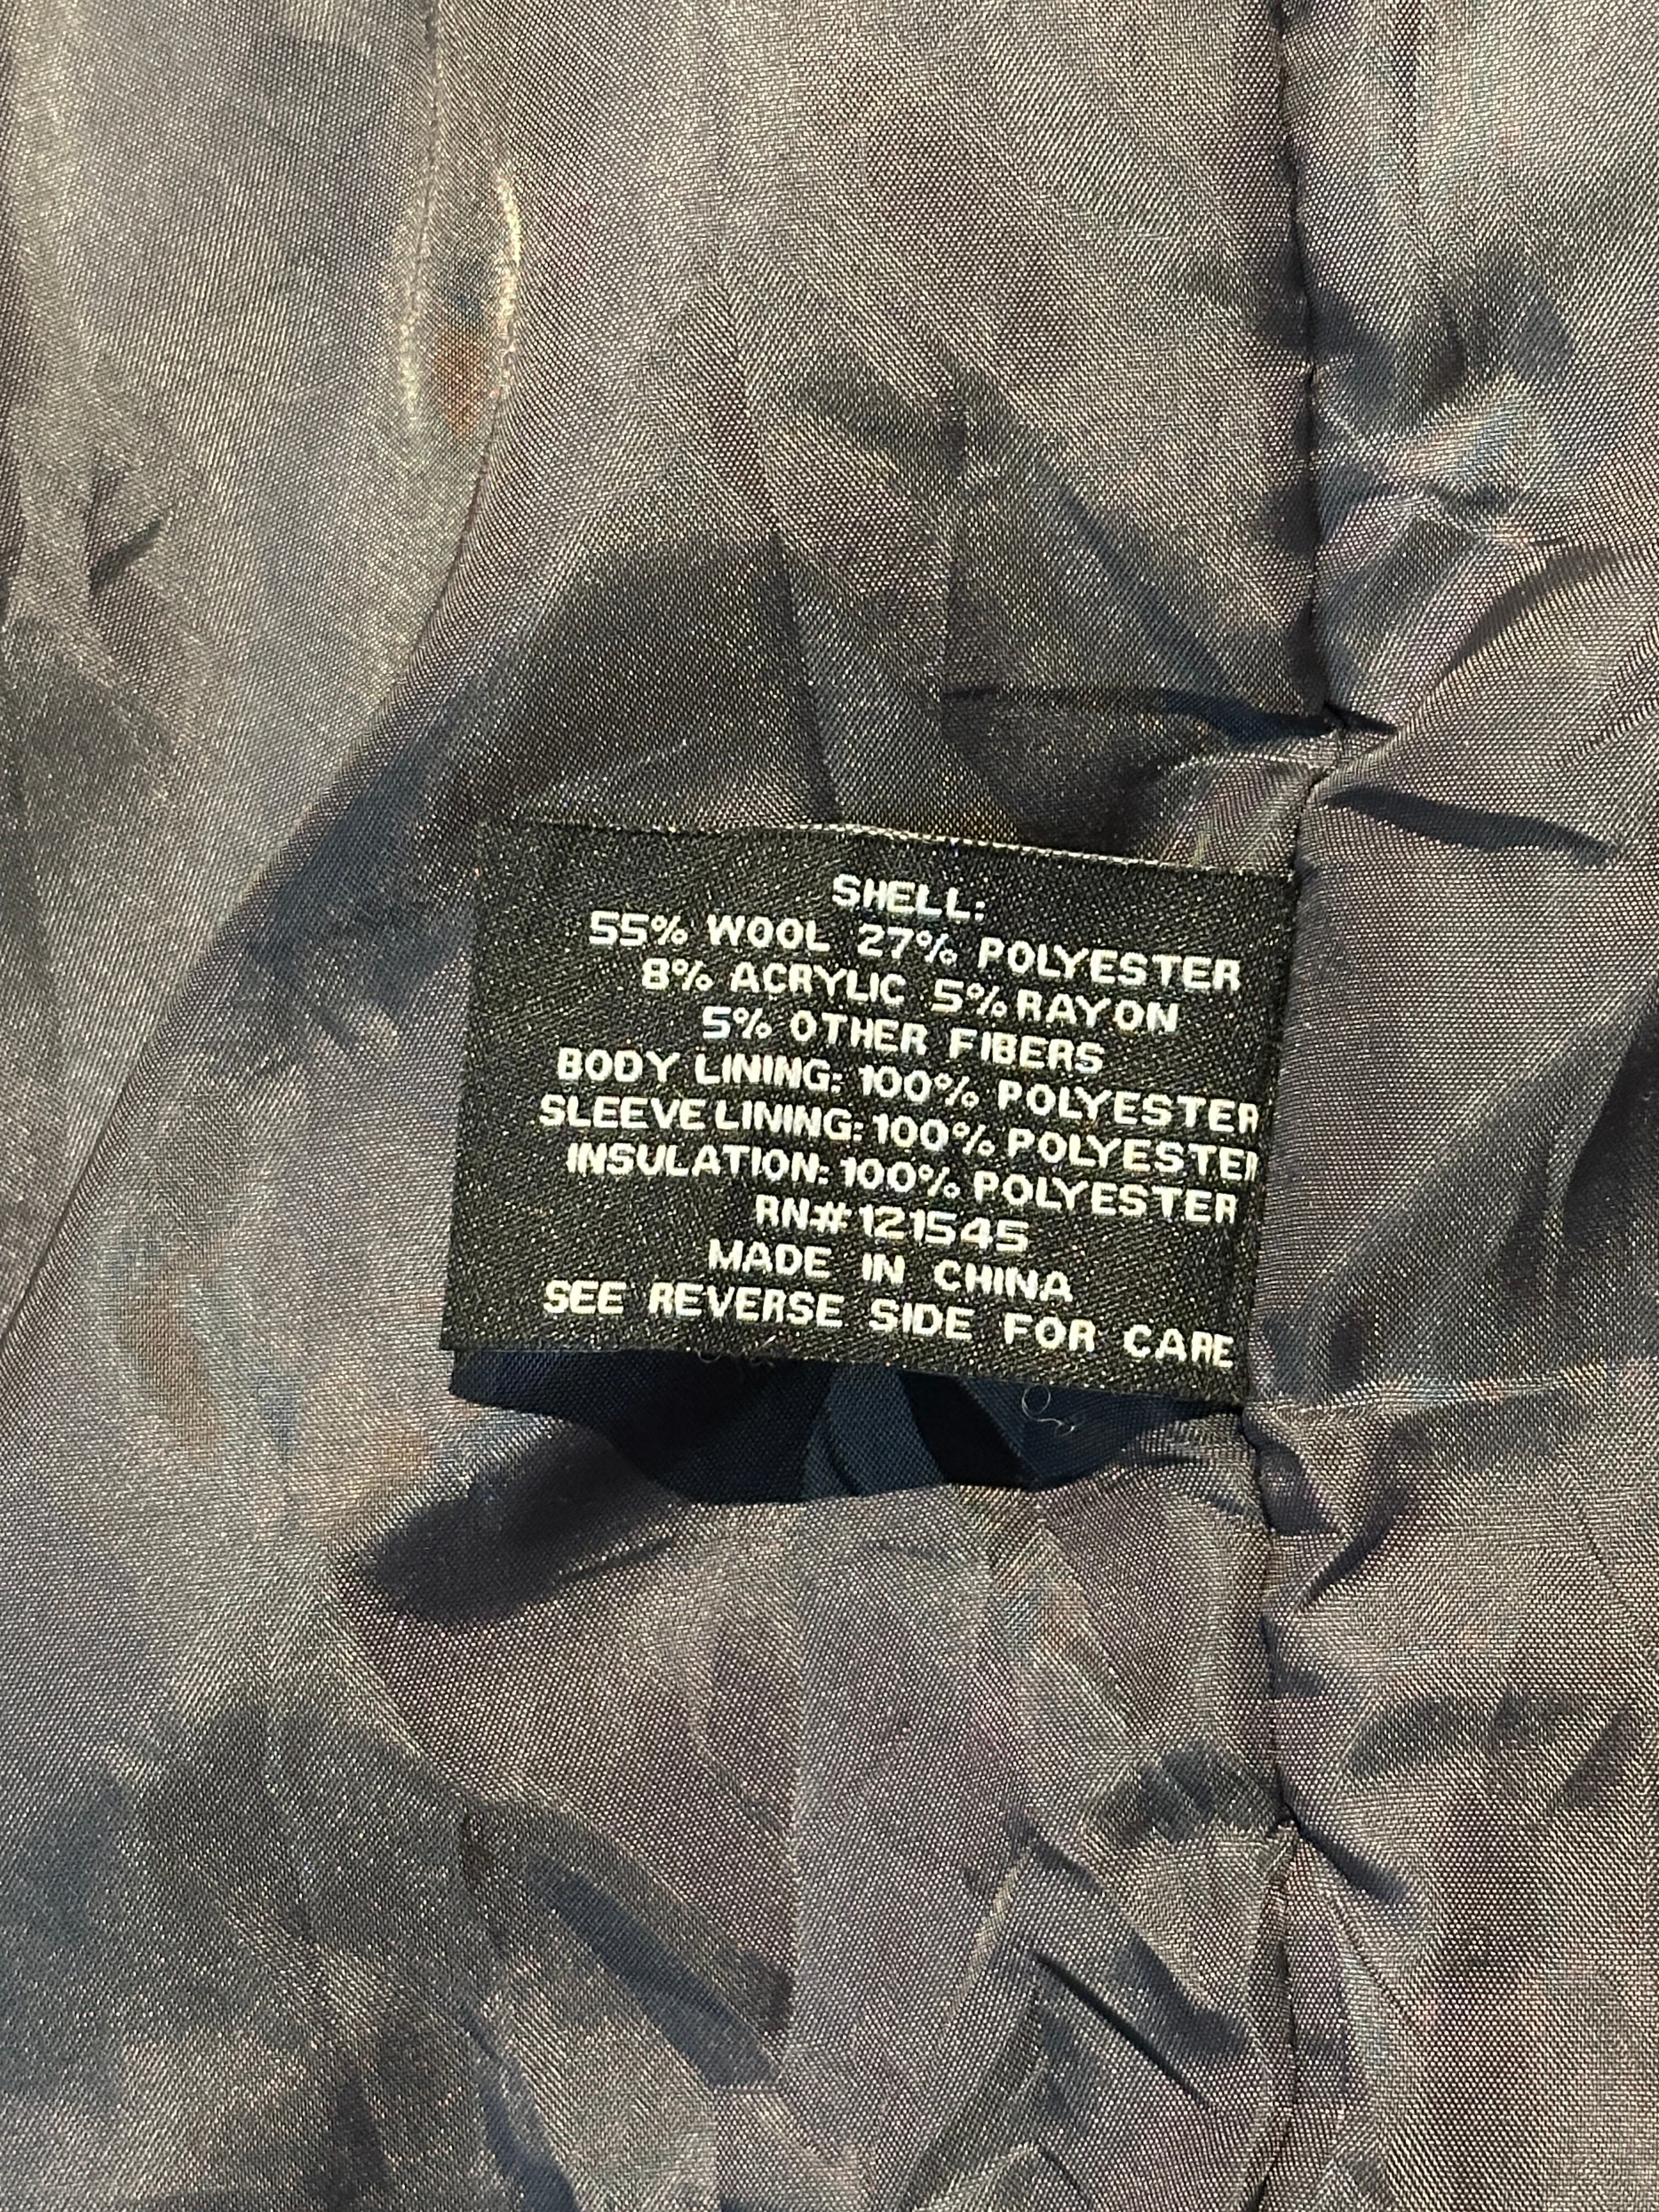 SHELL:
55% WOOL 27% POLYESTER
8% ACRYLIC 5% RAYON
5% OTHER FIBERS
BODY LINING: 100% POLYESTER
SLEEVE LINING: 100% POLYESTER
INSULATION: 100% POLYESTER
RN# 121545
MADE IN CHINA
SEE REVERSE SIDE FOR CARE